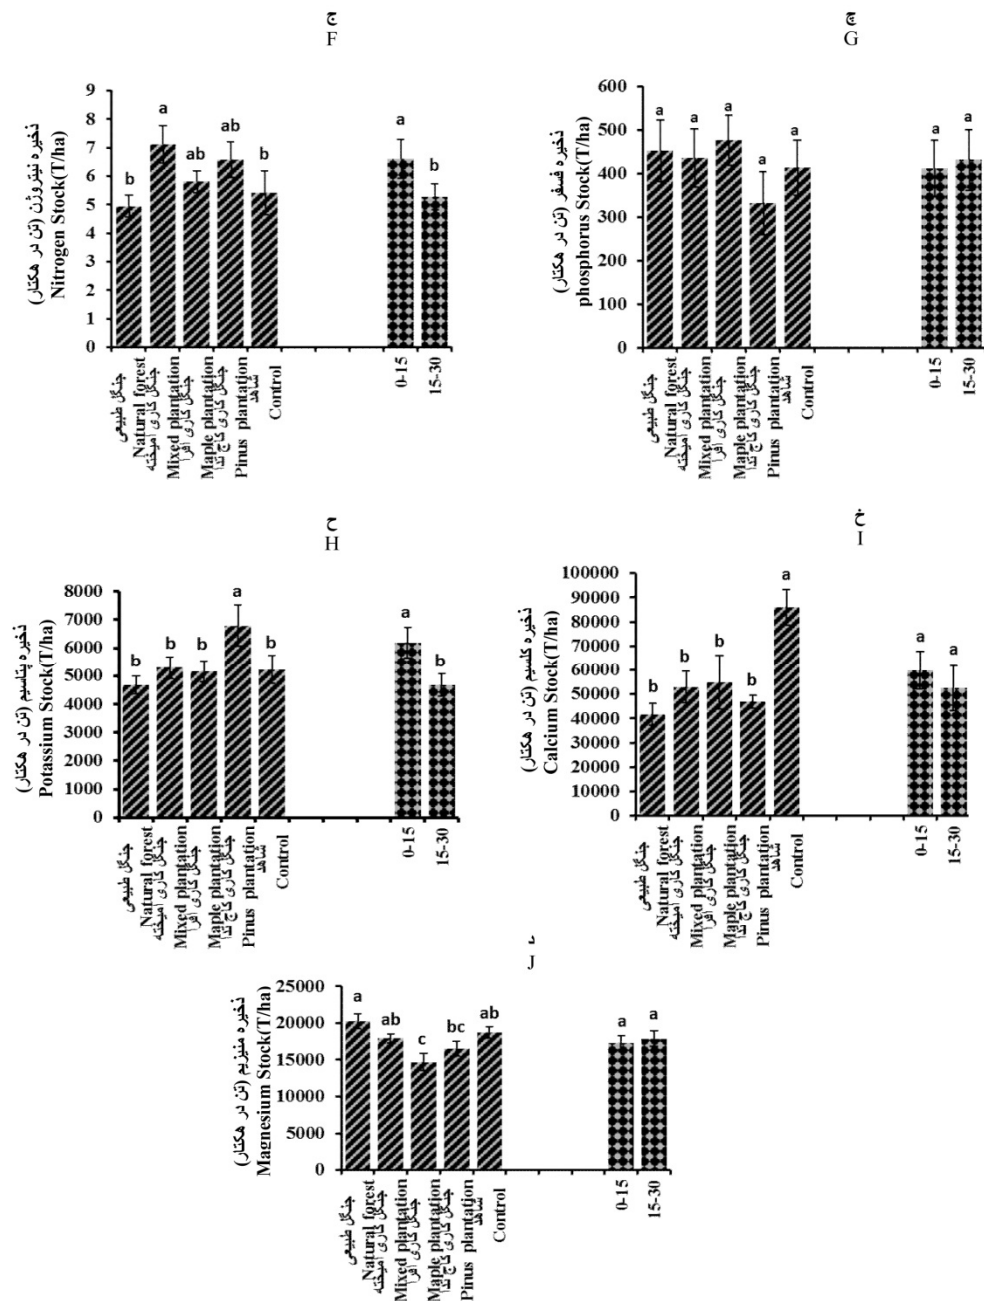 ج
F
ذخیره نیتروژن (تن در هکتار)
Nitrogen Stock(T/ha)
9
8
7
6
5
4
3
2
1
0
b
a
ab
ab
b
a
b
جنگل طبیعی
Natural forest
جنگل کاری آمیخته
Mixed plantation
جنگل کاری افرا
Maple plantation
جنگل کاری کاج تدا
Pinus plantation
شاهد
Control
0-15
15-30
چ
G
ذخیره فسفر (تن در هکتار)
phosphorus Stock(T/ha)
600
500
400
300
200
100
0
a
a
a
a
a
a
a
جنگل طبیعی
Natural forest
جنگل کاری آمیخته
Mixed plantation
جنگل کاری افرا
Maple plantation
جنگل کاری کاج تدا
Pinus plantation
شاهد
Control
0-15
15-30
ح
H
ذخیره پتاسیم (تن در هکتار)
Potassium Stock(T/ha)
8000
7000
6000
5000
4000
3000
2000
1000
0
b
b
b
a
b
a
b
جنگل طبیعی
Natural forest
جنگل کاری آمیخته
Mixed plantation
جنگل کاری افرا
Maple plantation
جنگل کاری کاج تدا
Pinus plantation
شاهد
Control
0-15
15-30
خ
I
ذخیره کلسیم (تن در هکتار)
Calcium Stock(T/ha)
100000
90000
80000
70000
60000
50000
40000
30000
20000
10000
0
b
b
b
b
a
a
a
جنگل طبیعی
Natural forest
جنگل کاری آمیخته
Mixed plantation
جنگل کاری افرا
Maple plantation
جنگل کاری کاج تدا
Pinus plantation
شاهد
Control
0-15
15-30
J
ذخیره منیزیم (تن در هکتار)
Magnesium Stock(T/ha)
25000
20000
15000
10000
5000
0
a
ab
c
bc
ab
a
a
جنگل طبیعی
Natural forest
جنگل کاری آمیخته
Mixed plantation
جنگل کاری افرا
Maple plantation
جنگل کاری کاج تدا
Pinus plantation
شاهد
Control
0-15
15-30